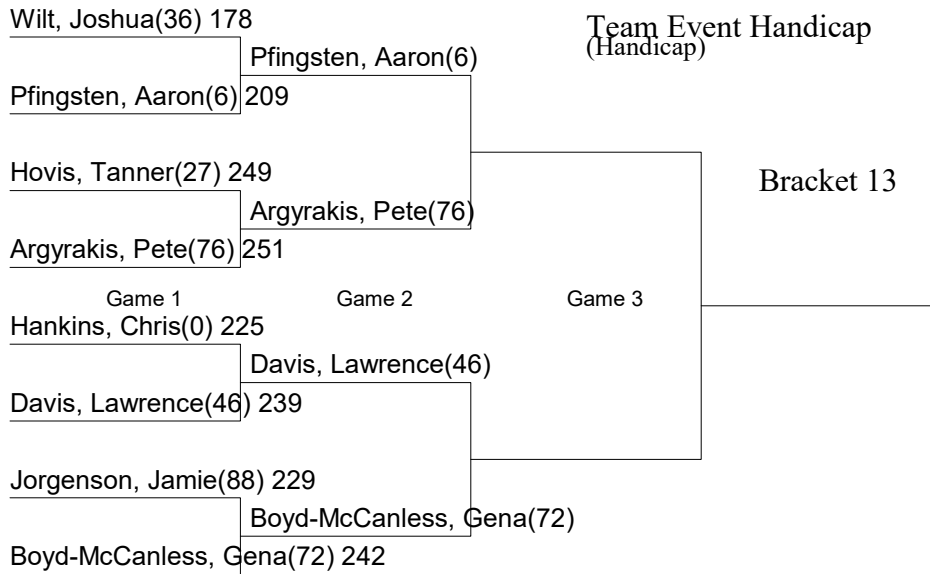 Wilt, Joshua(36) 178
Team Event Handicap
(Handicap)
Pfingsten, Aaron(6)
Pfingsten, Aaron(6) 209
Hovis, Tanner(27) 249
Bracket 13
Argyrakis, Pete(76)
Argyrakis, Pete(76) 251
Game 1 Game 2 Game 3
Hankins, Chris(0) 225
Davis, Lawrence(46)
Davis, Lawrence(46) 239
Jorgenson, Jamie(88) 229
Boyd-McCanless, Gena(72)
Boyd-McCanless, Gena(72) 242